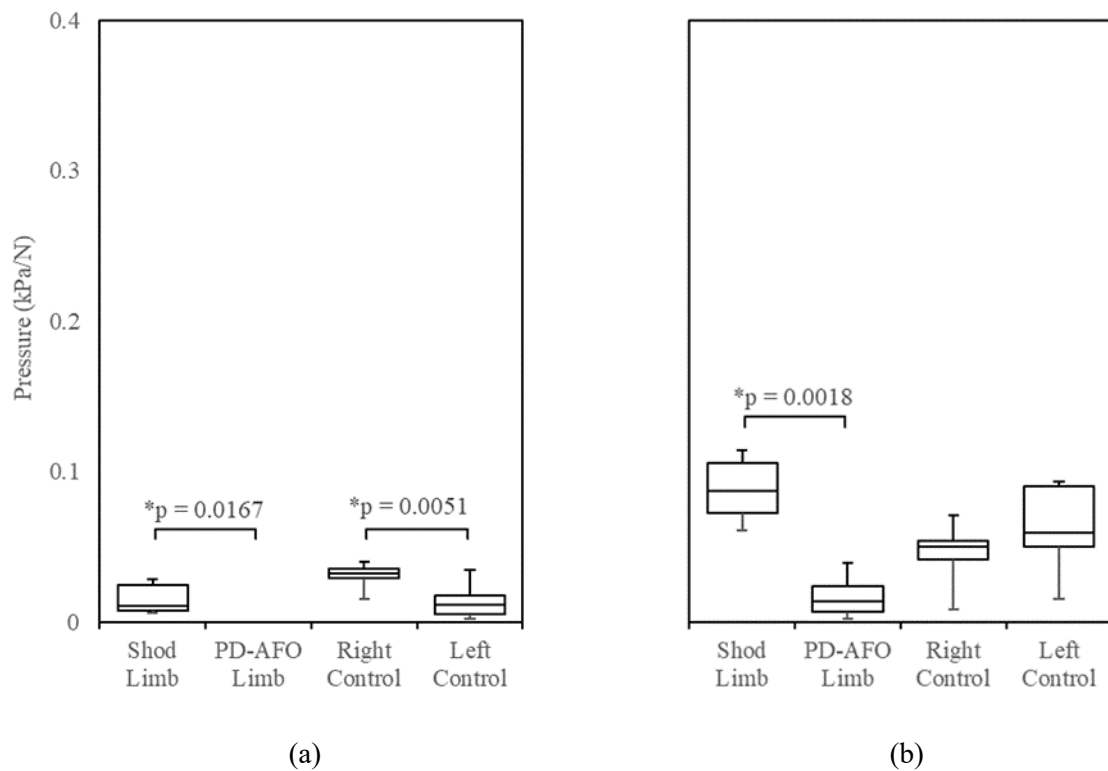 0.4
0.3
0.2
0.1
0
Pressure (kPa/N)
*p = 0.0167
*p = 0.0051
Shod Limb
PD-AFO Limb
Right Control
Left Control
(a)
*p = 0.0018
Shod Limb
PD-AFO Limb
Right Control
Left Control
(b)